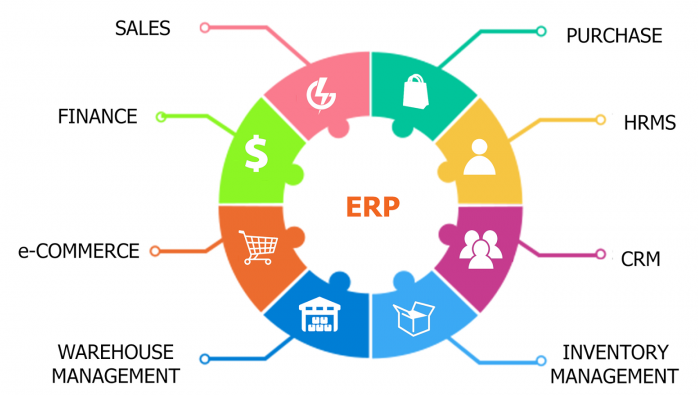 SALES
PURCHASE
FINANCE
HRMS
ERP
e-COMMERCE
CRM
WAREHOUSE
MANAGEMENT
INVENTORY
MANAGEMENT